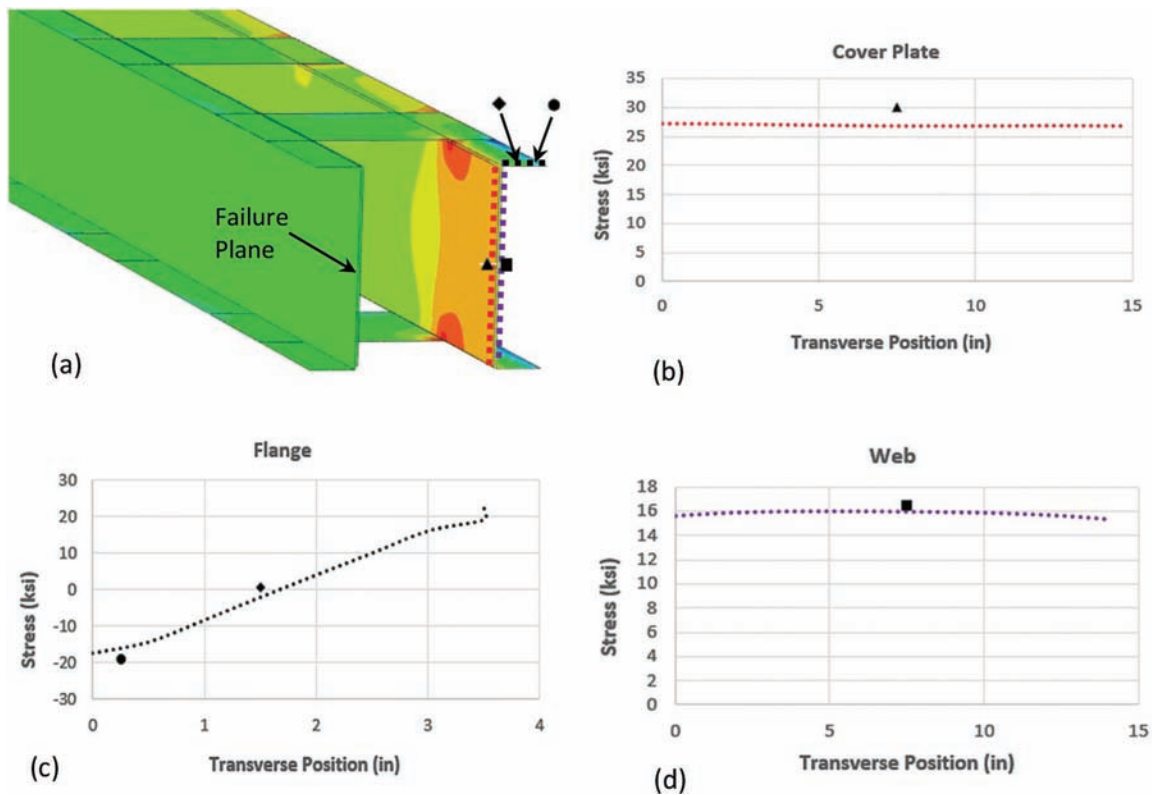 Failure
Plane
(a)
Cover Plate
Stress (ksi)
35
30
25
20
15
10
5
0
0 5 10 15
Transverse Position (in)
(b)
Flange
Stress (ksi)
30
20
10
0
-10
-20
-30
0 1 2 3 4
Transverse Position (in)
(c)
Web
Stress (ksi)
18
16
14
12
10
8
6
4
2
0
0 5 10 15
Transverse Position (in)
(d)